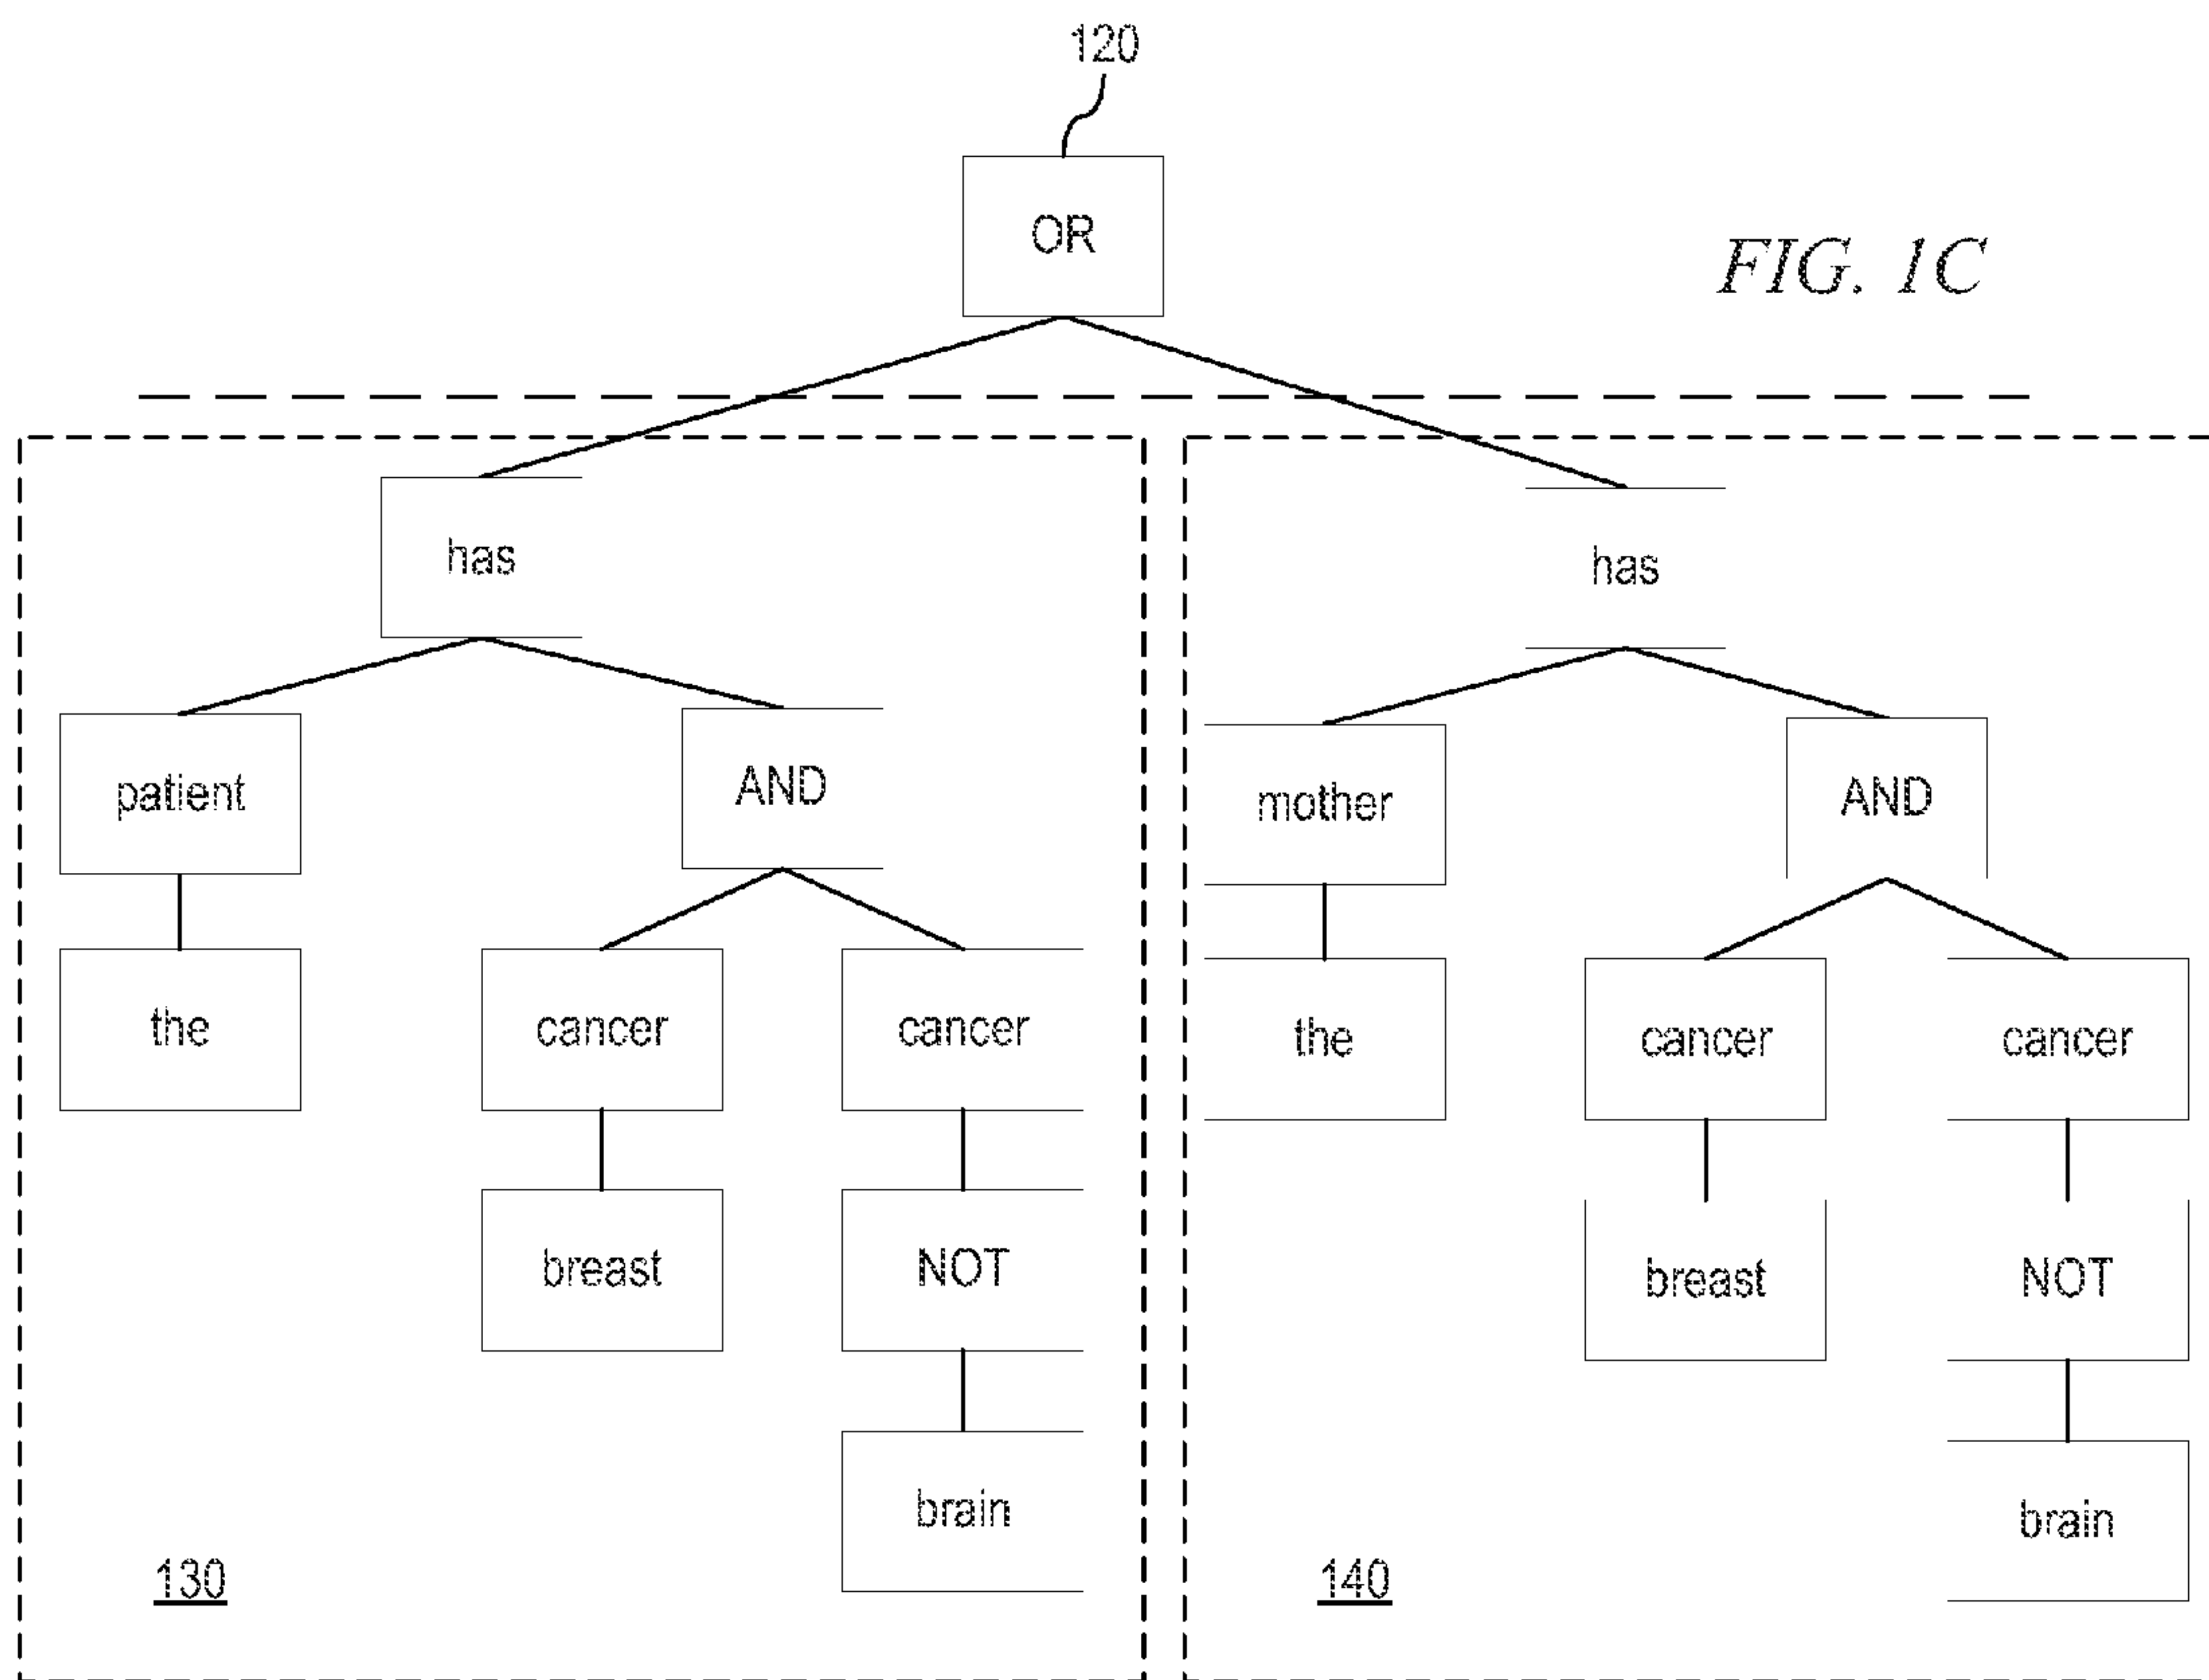 120
OR
FIG. 1C
has
has
patient
AND
mother
AND
the
cancer
cancer
the
cancer
cancer
breast
NOT
breast
NOT
brain
brain
130
140